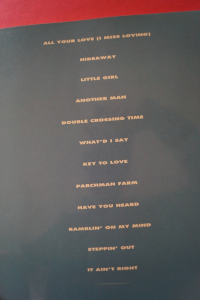 ALL YOUR LOVE (I MISS LOVING)
HIDEAWAY
LITTLE GIRL
ANOTHER MAN
DOUBLE CROSSING TIME
WHAT'D I SAY
KEY TO LOVE
PARCHMAN FARM
HAVE YOU HEARD
RAMBLIN' ON MY MIND
STEPPIN' OUT
IT AIN'T RIGHT